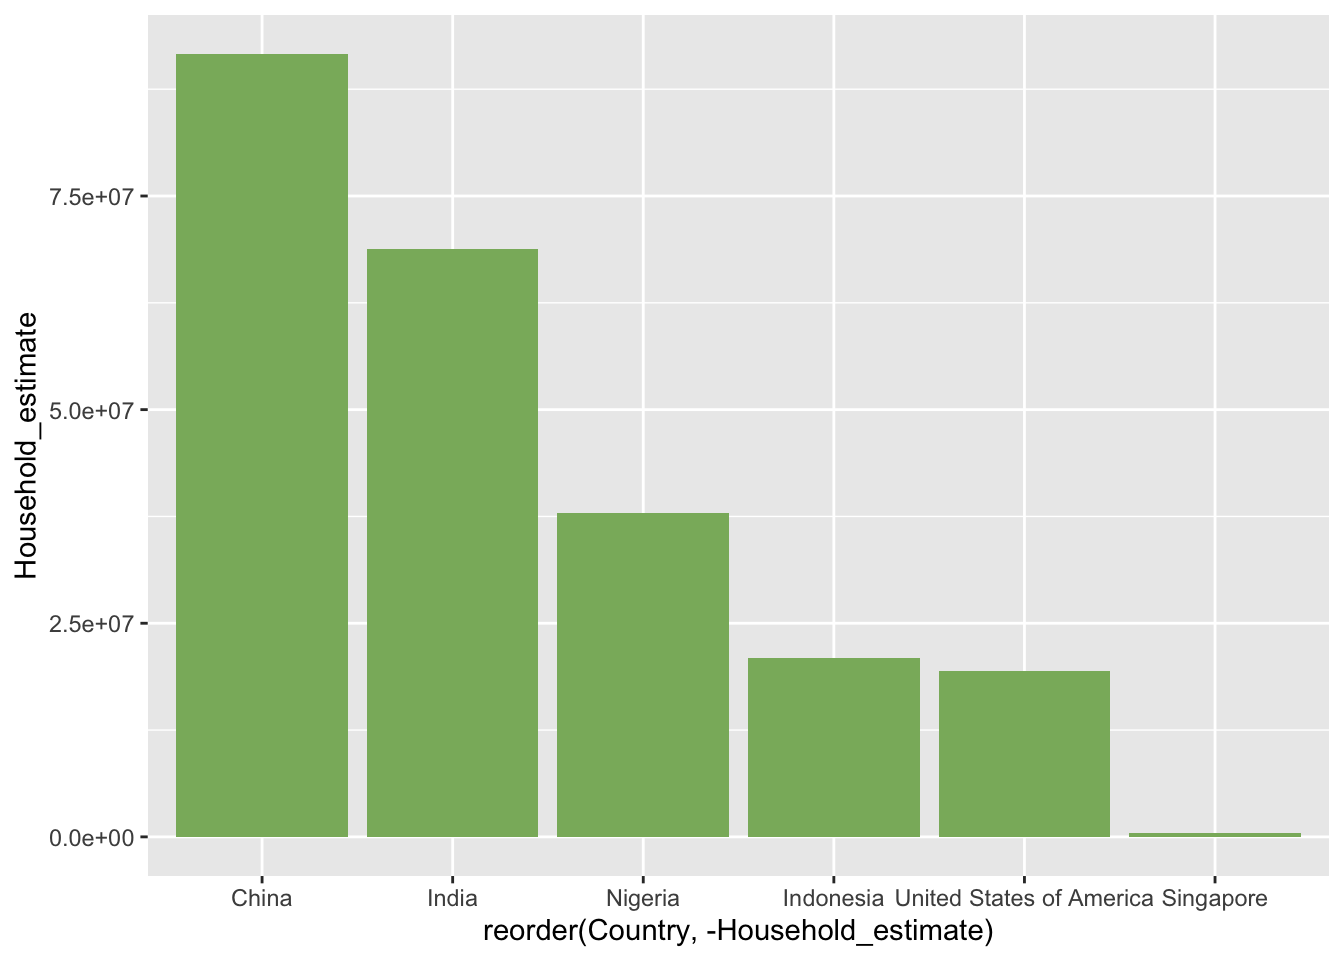 Household_estimate
7.5e+07
5.0e+07
2.5e+07
0.0e+00
China India Nigeria Indonesia United States of America Singapore
reorder(Country, -Household_estimate)